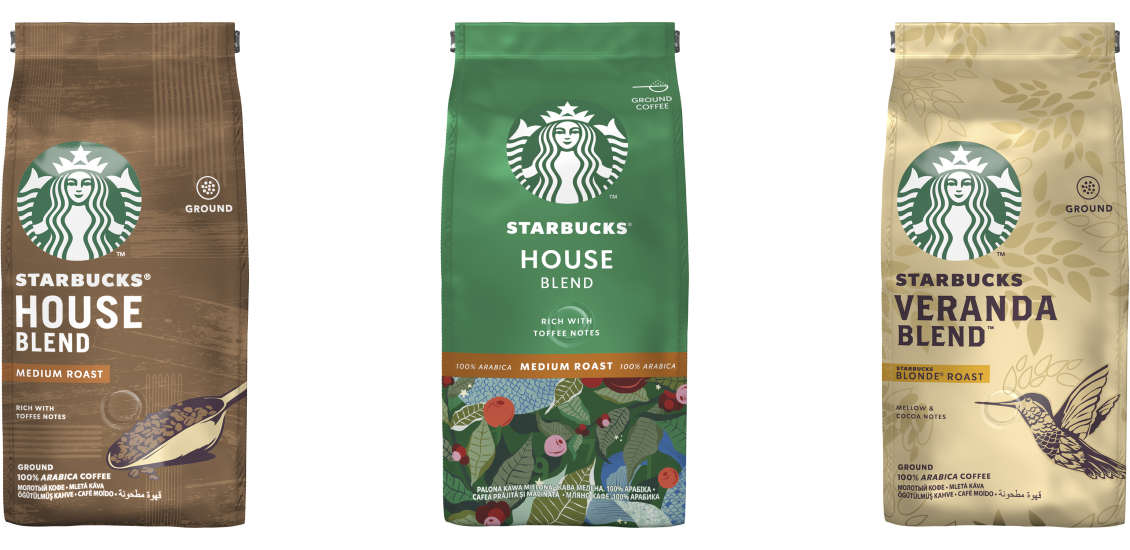 GROUND
™
STARBUCKS®
HOUSE
BLEND
MEDIUM ROAST
RICH WITH
TOFFEE NOTES
GROUND
100% ARABICA COFFEE
МОЛОТЫЙ КОФЕ • MLETÁ KÁVA
ÖĞÜTÜLMÜŞ KAHVE • CAFÉ MOÍDO • قهوة مطحونة
GROUND
COFFEE
™
STARBUCKS®
HOUSE
BLEND
RICH WITH
TOFFEE NOTES
100% ARABICA MEDIUM ROAST 100% ARABICA
PALONA KAWA MIELONA • КАВА МЕЛЕНА, 100% АРАБІКА •
CAFEA PRĂJITĂ ȘI MĂCINATĂ • МЛЯНО КАФЕ, 100% АРАБИКА
GROUND
™
STARBUCKS
VERANDA
BLEND™
STARBUCKS
BLONDE® ROAST
MELLOW &
COCOA NOTES
GROUND
100% ARABICA COFFEE
МОЛОТЫЙ КОФЕ • MLETÁ KÁVA
ÖĞÜTÜLMÜŞ KAHVE • CAFÉ MOÍDO • قهوة مطحونة